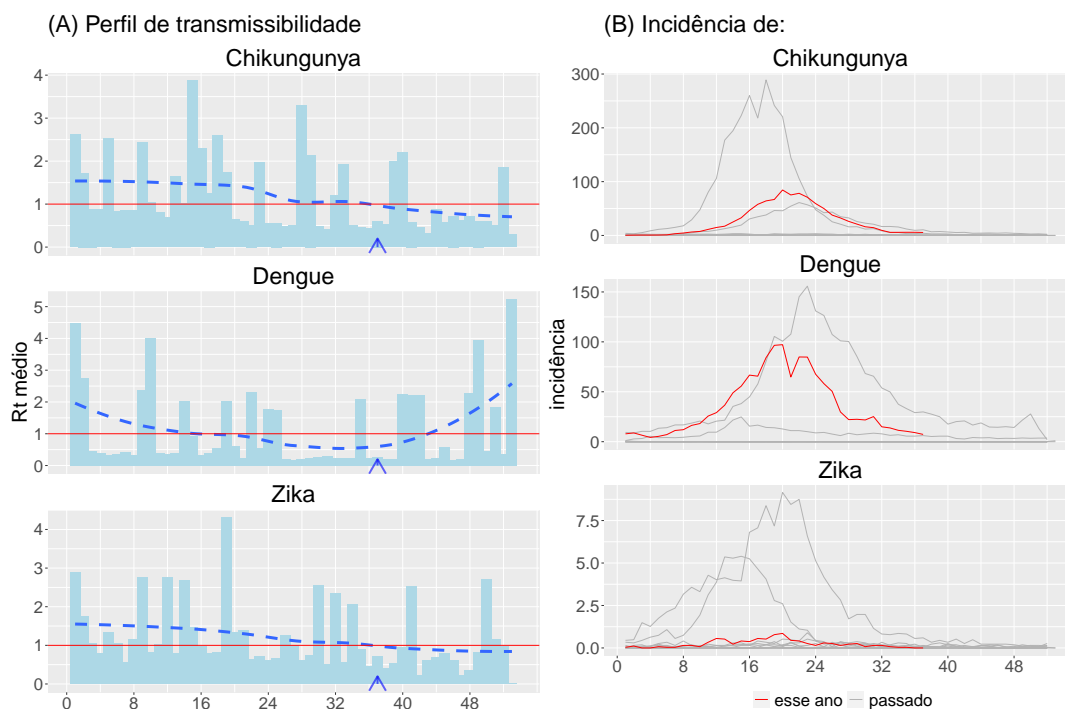 (A) Perfil de transmissibilidade
Chikungunya
4
3
2
1
0
Dengue
5
4
3
2
1
0
Zika
4
3
2
1
0
0 8 16 24 32 40 48
Rt médio
(B) Incidência de:
Chikungunya
300
200
100
0
Dengue
150
100
50
0
Zika
7.5
5.0
2.5
0.0
0 8 16 24 32 40 48
incidência
esse ano passado